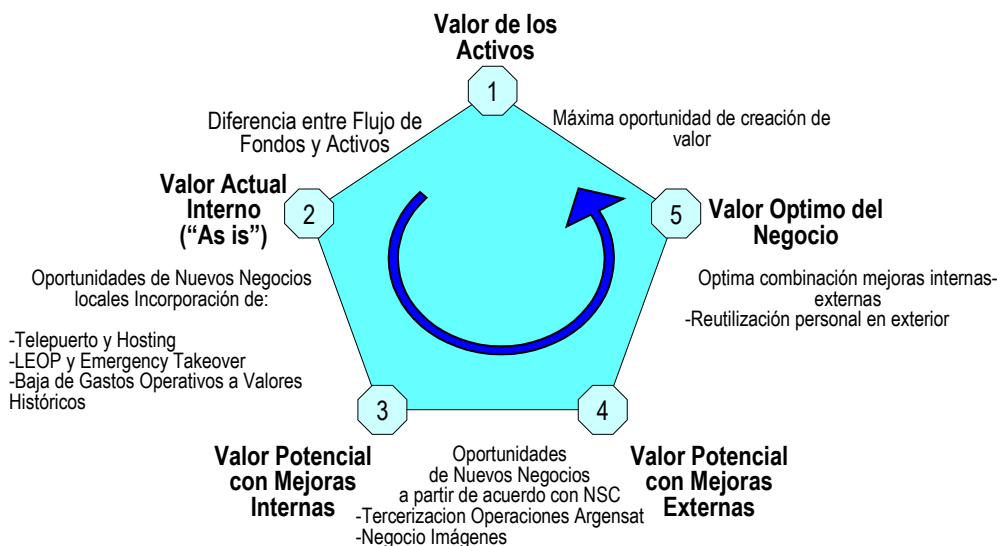 Valor de los
Activos
1
Diferencia entre Flujo de
Fondos y Activos
Máxima oportunidad de creación de
valor
Valor Actual
Interno
(“As is”)
2
5
Valor Optimo del
Negocio
Oportunidades de Nuevos Negocios
locales Incorporación de:
-Telepuerto y Hosting
-LEOP y Emergency Takeover
-Baja de Gastos Operativos a Valores
Históricos
Optima combinación mejoras internas-
externas
-Reutilización personal en exterior
3
4
Valor Potencial
con Mejoras
Internas
Oportunidades
de Nuevos Negocios
a partir de acuerdo con NSC
-Tercerizacion Operaciones Argensat
-Negocio Imágenes
Valor Potencial
con Mejoras
Externas